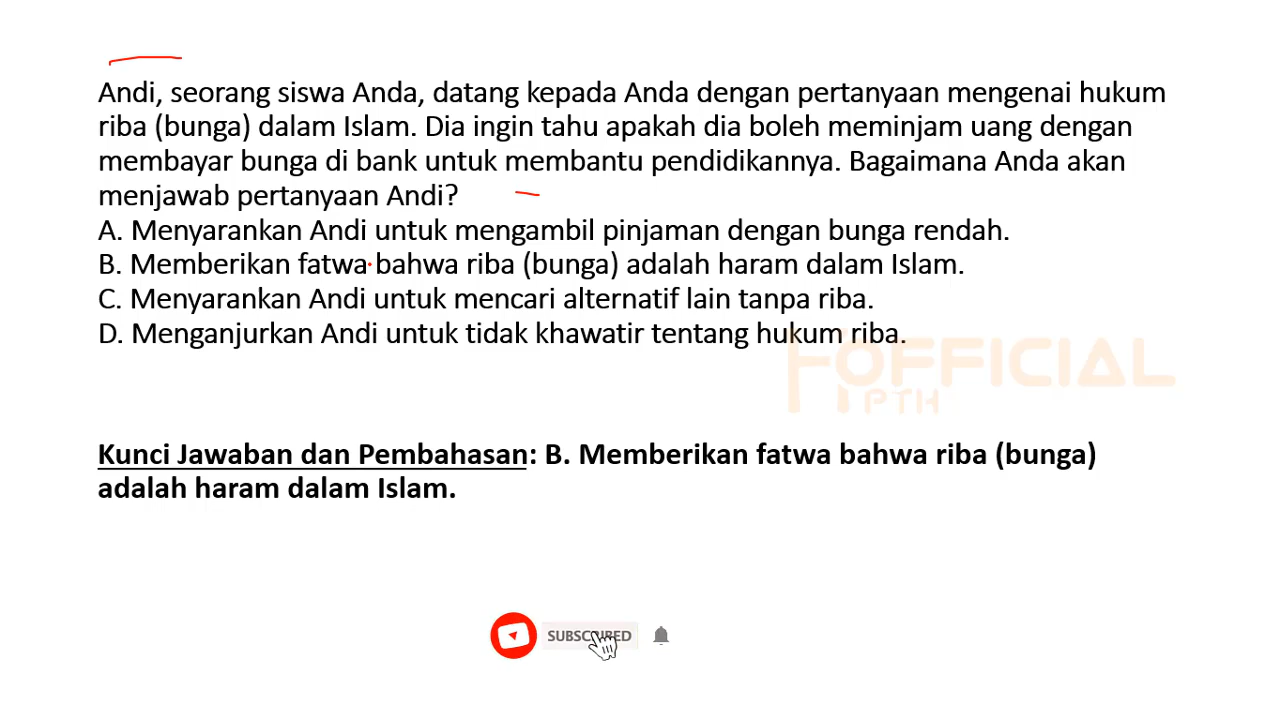 Andi, seorang siswa Anda, datang kepada Anda dengan pertanyaan mengenai hukum
riba (bunga) dalam Islam. Dia ingin tahu apakah dia boleh meminjam uang dengan
membayar bunga di bank untuk membantu pendidikannya. Bagaimana Anda akan
menjawab pertanyaan Andi?
A. Menyarankan Andi untuk mengambil pinjaman dengan bunga rendah.
B. Memberikan fatwa bahwa riba (bunga) adalah haram dalam Islam.
C. Menyarankan Andi untuk mencari alternatif lain tanpa riba.
D. Menganjurkan Andi untuk tidak khawatir tentang hukum riba.
OFFICIAL
PTH
Kunci Jawaban dan Pembahasan: B. Memberikan fatwa bahwa riba (bunga)
adalah haram dalam Islam.
SUBSCRIBED